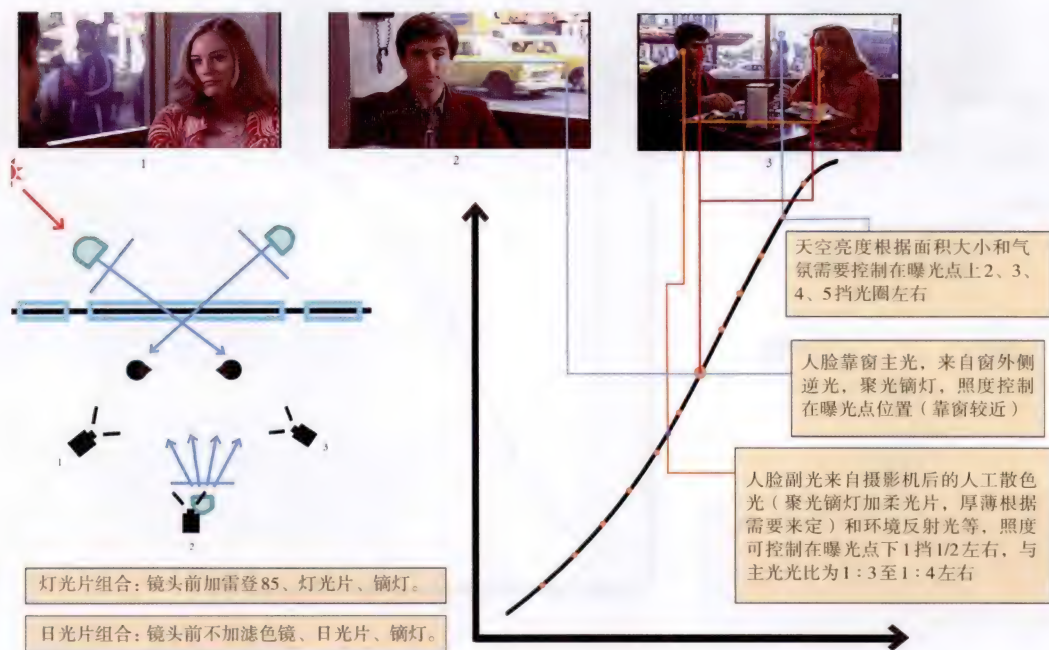 1
2
3
天空亮度根据面积大小和气
氛需要控制在曝光点上2、3、
4、5挡光圈左右
人脸靠窗主光，来自窗外侧
逆光，聚光镝灯，照度控制
在曝光点位置（靠窗较近）
1
3
2
人脸副光来自摄影机后的人工散色
光（聚光镝灯加柔光片，厚薄根据
需要来定）和环境反射光等，照度
可控制在曝光点下1挡1/2左右，与
主光光比为1：3至1：4左右
灯光片组合：镜头前加雷登85、灯光片、镝灯。
日光片组合：镜头前不加滤色镜、日光片、镝灯。